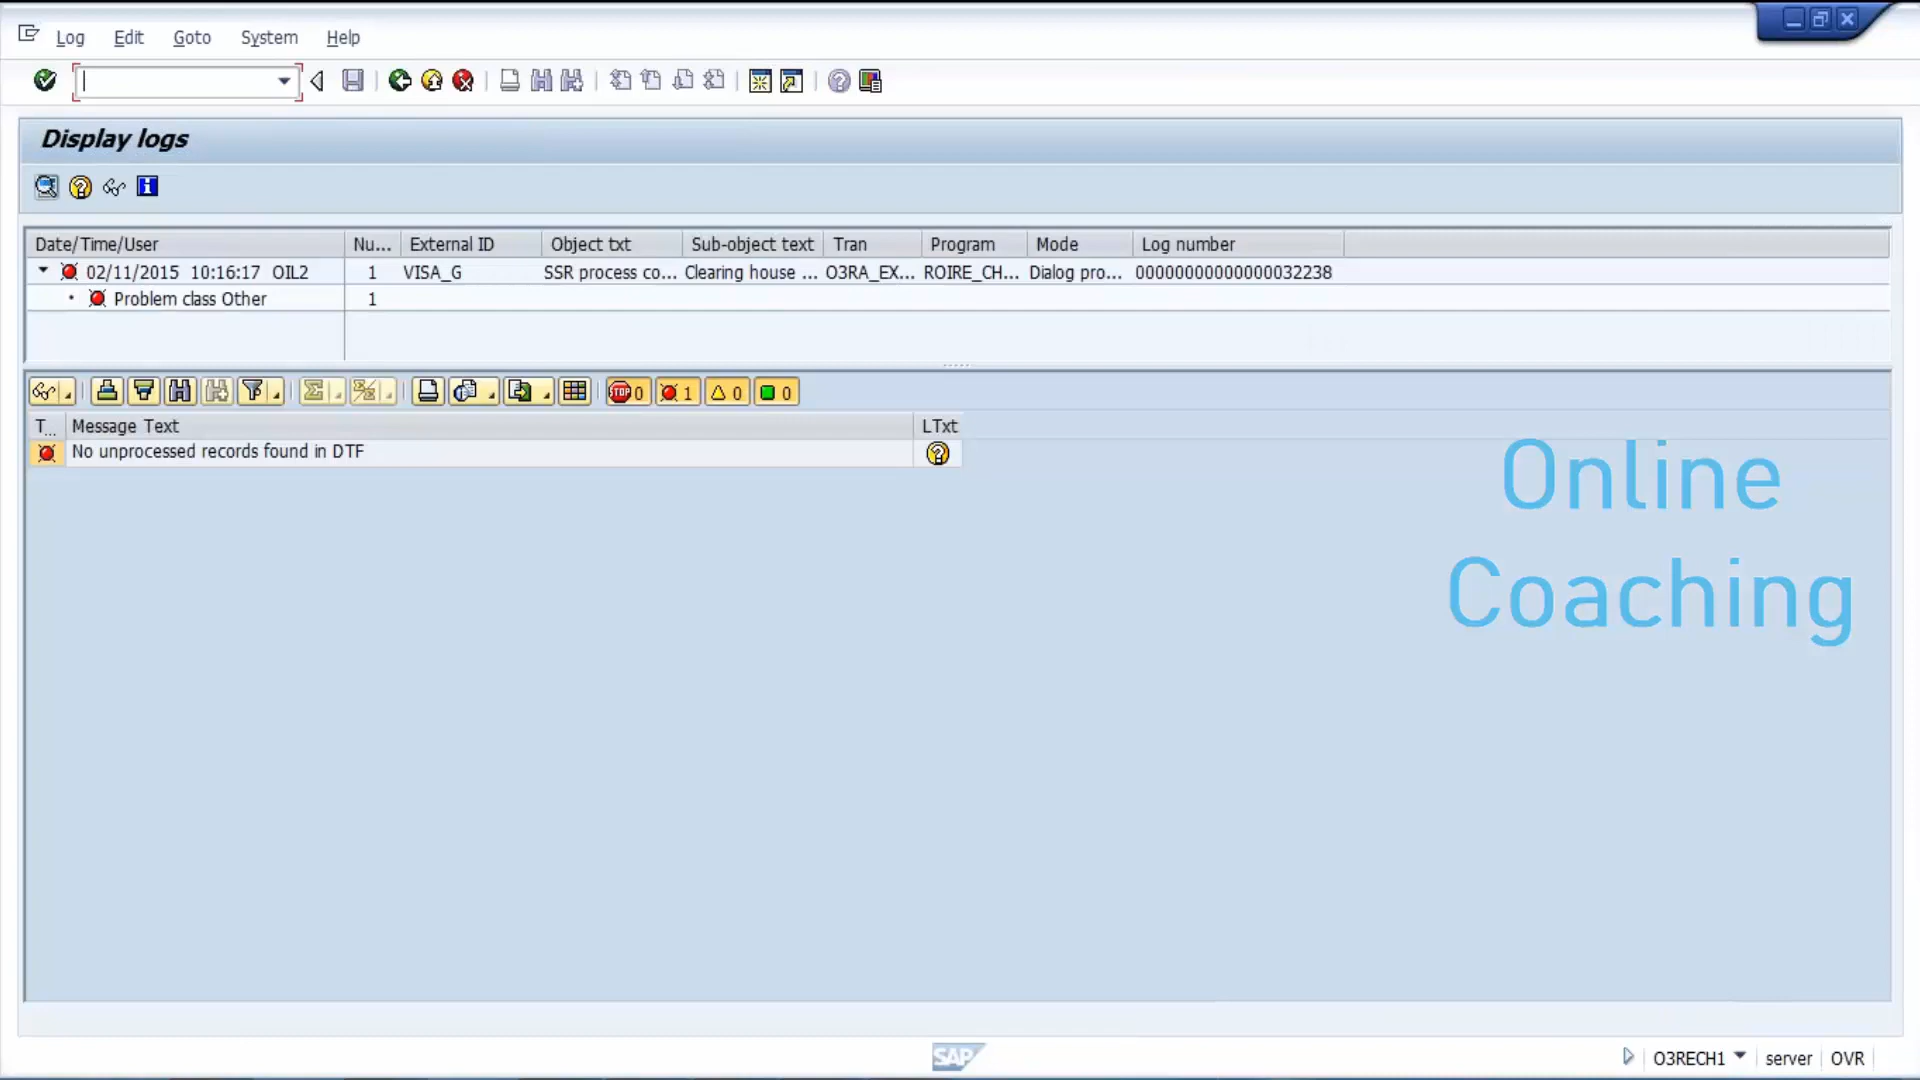 Log Edit Goto System Help
Display logs
Date/Time/User Nu... External ID Object txt Sub-object text Tran Program Mode Log number
02/11/2015 10:16:17 OIL2 1 VISA_G SSR process co... Clearing house ... O3RA_EX... ROIRE_CH... Dialog pro... 00000000000000032238
Problem class Other 1
STOP 0 1 0 0
T... Message Text LTxt
No unprocessed records found in DTF
Online
Coaching
SAP
O3RECH1 server OVR